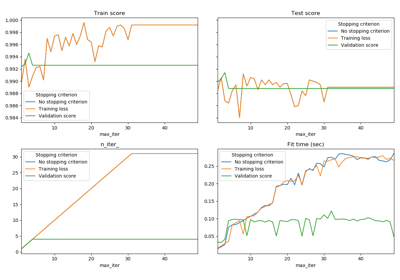 Train score
1.000
0.998
0.996
0.994
0.992
0.990
0.988
0.986
0.984
Stopping criterion
No stopping criterion
Training loss
Validation score
10
20
30
40
max_iter
Test score
Stopping criterion
No stopping criterion
Training loss
Validation score
10
20
30
40
max_iter
n_iter_
30
25
20
15
10
5
0
Stopping criterion
No stopping criterion
Training loss
Validation score
10
20
30
40
max_iter
Fit time (sec)
0.25
0.20
0.15
0.10
0.05
Stopping criterion
No stopping criterion
Training loss
Validation score
10
20
30
40
max_iter